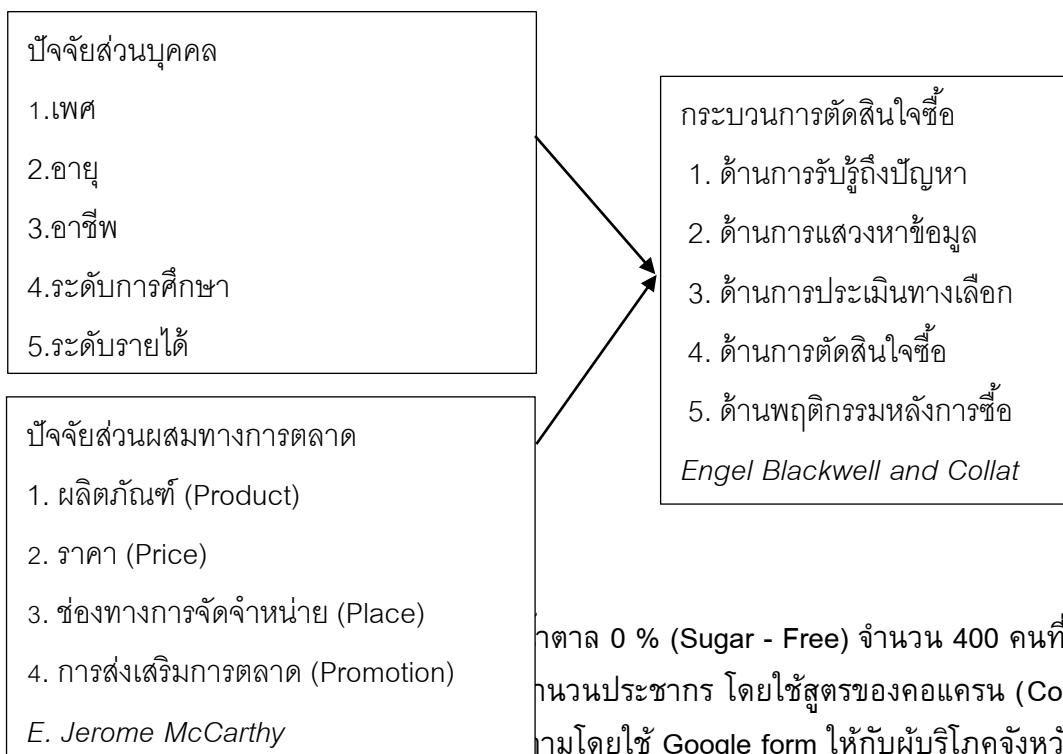 ปัจจัยส่วนบุคคล
1.เพศ
2.อายุ
3.อาชีพ
4.ระดับการศึกษา
5.ระดับรายได้
ปัจจัยส่วนผสมทางการตลาด
1. ผลิตภัณฑ์ (Product)
2. ราคา (Price)
3. ช่องทางการจัดจำหน่าย (Place)
4. การส่งเสริมการตลาด (Promotion)
E. Jerome McCarthy
กระบวนการตัดสินใจซื้อ
1. ด้านการรับรู้ถึงปัญหา
2. ด้านการแสวงหาข้อมูล
3. ด้านการประเมินทางเลือก
4. ด้านการตัดสินใจซื้อ
5. ด้านพฤติกรรมหลังการซื้อ
Engel Blackwell and Collat
0 % (Sugar - Free) จำนวน 400 คนที่
ประชากร โดยใช้สูตรของคอแครน (Co
โดยใช้ Google form ให้กับผู้บริโภค